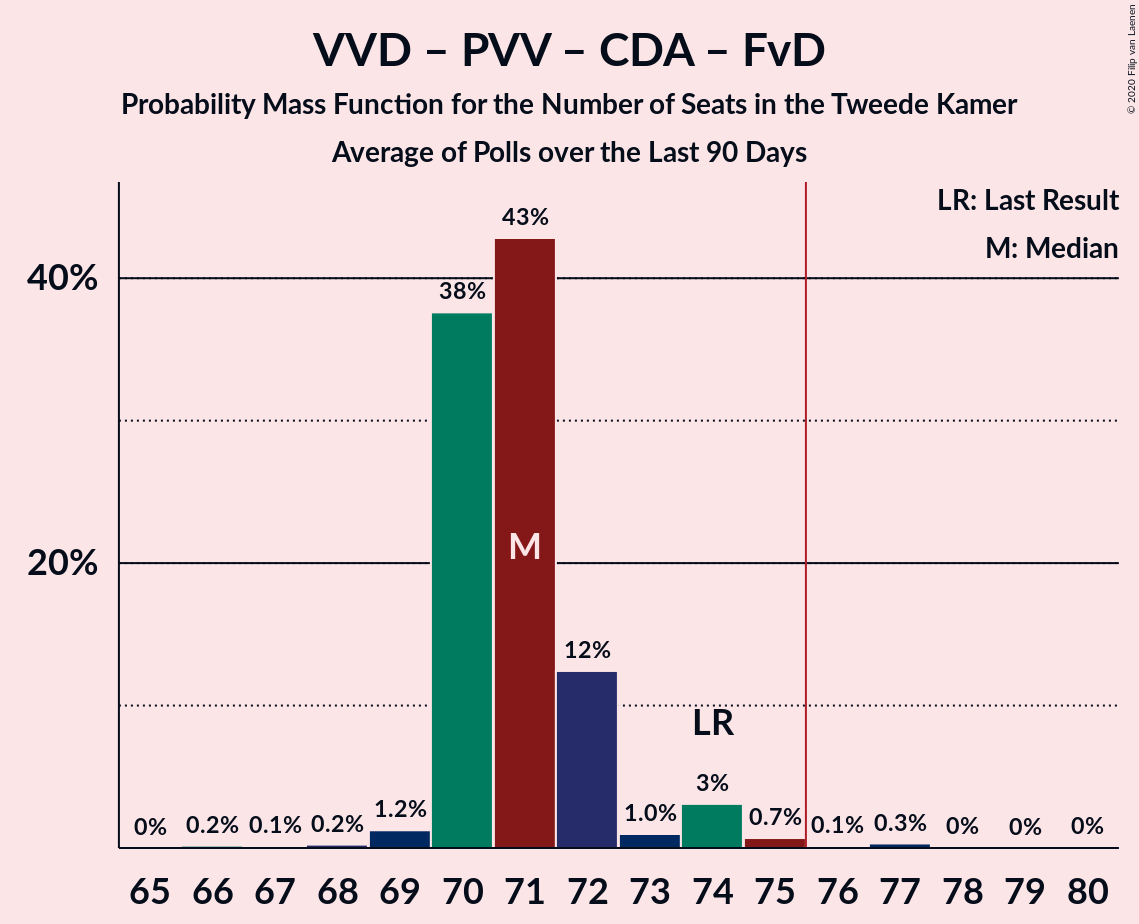 VVD – PVV – CDA – FvD
Probability Mass Function for the Number of Seats in the Tweede Kamer
Average of Polls over the Last 90 Days
© 2020 Filip van Laenen
LR: Last Result
M: Median
40%
20%
0%
0.2%
0.1%
0.2%
1.2%
38%
43%
12%
1.0%
3%
0.7%
0.1%
0.3%
0%
0%
0%
M
LR
65 66 67 68 69 70 71 72 73 74 75 76 77 78 79 80